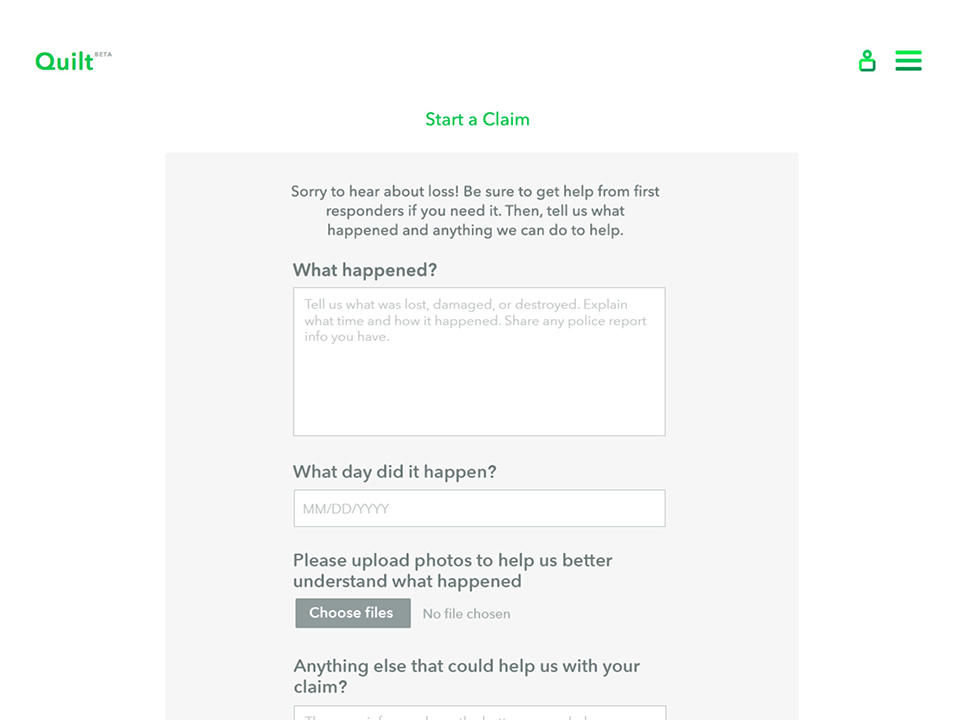 Quilt BETA
Start a Claim
Sorry to hear about loss! Be sure to get help from first
responders if you need it. Then, tell us what
happened and anything we can do to help.
What happened?
Tell us what was lost, damaged, or destroyed. Explain
what time and how it happened. Share any police report
info you have.
What day did it happen?
MM/DD/YYYY
Please upload photos to help us better
understand what happened
Choose files No file chosen
Anything else that could help us with your
claim?